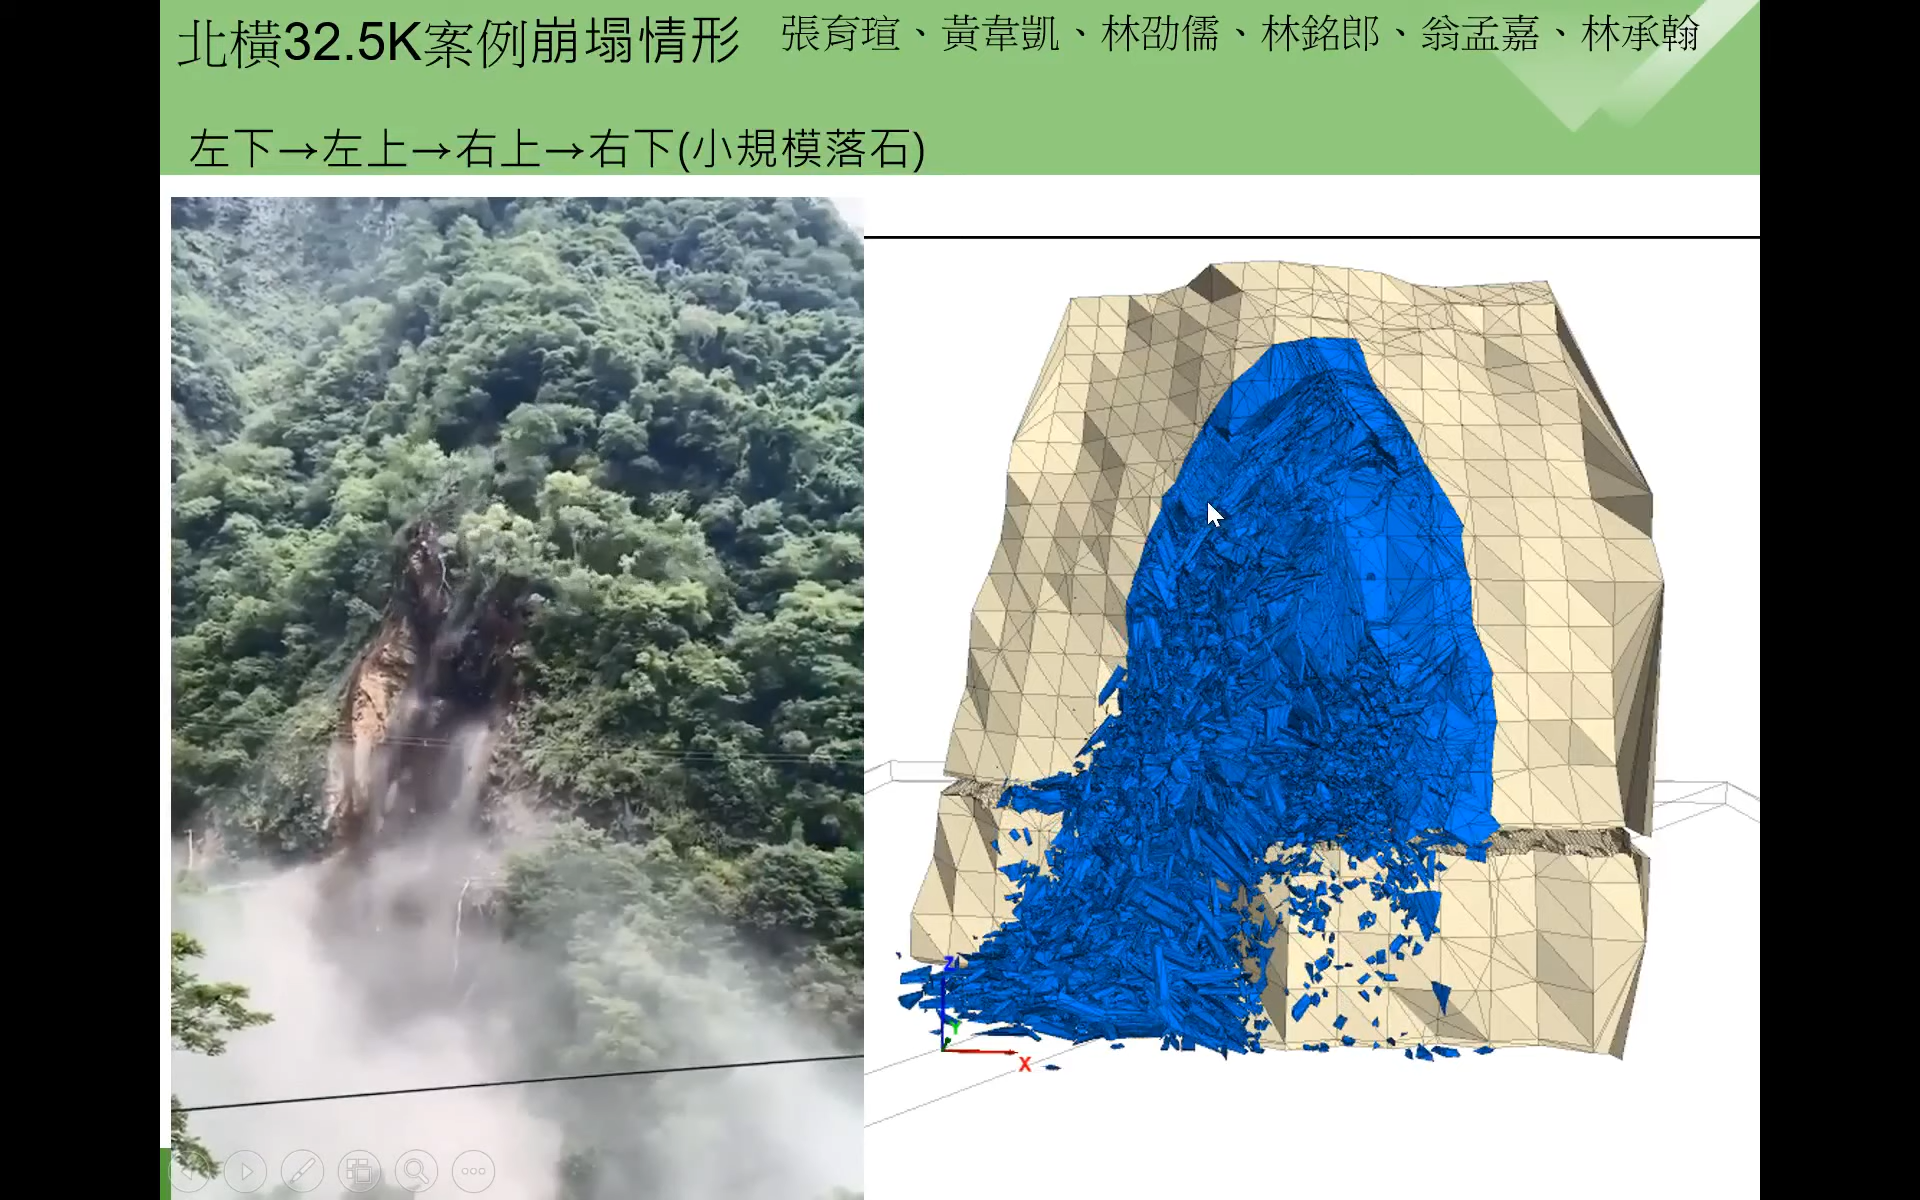 北橫32.5K案例崩塌情形
張育瑄、黃韋凱、林劭儒、林銘郎、翁孟嘉、林承翰
左下→左上→右上→右下(小規模落石)
Z
Y
X